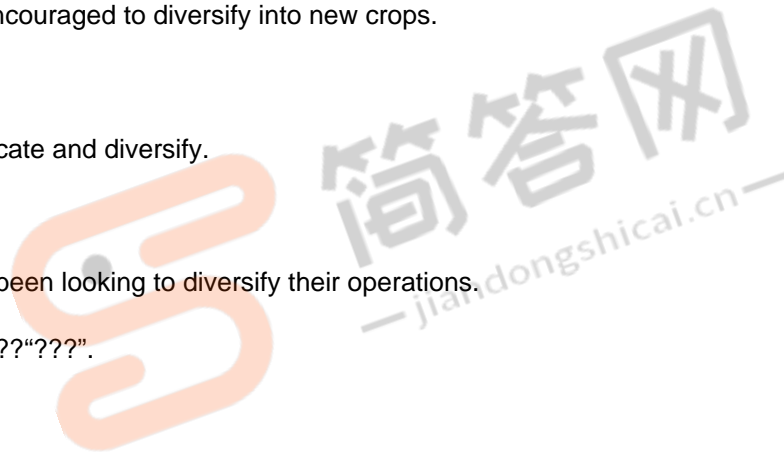 ncouraged to diversify into new crops.
cate and diversify.
been looking to diversify their operations.
??“???”.
简答网
— jiandongshicai.cn —